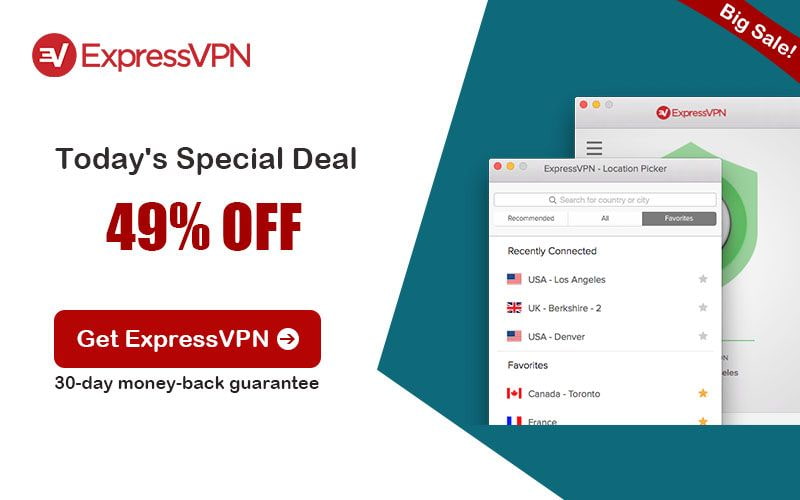 ExpressVPN
Today's Special Deal
49% OFF
Get ExpressVPN
30-day money-back guarantee
Big Sale!
ExpressVPN
ExpressVPN - Location Picker
Search for country or city
Recommended
All
Favorites
Recently Connected
USA - Los Angeles
UK - Berkshire - 2
USA - Denver
Favorites
Canada - Toronto
France